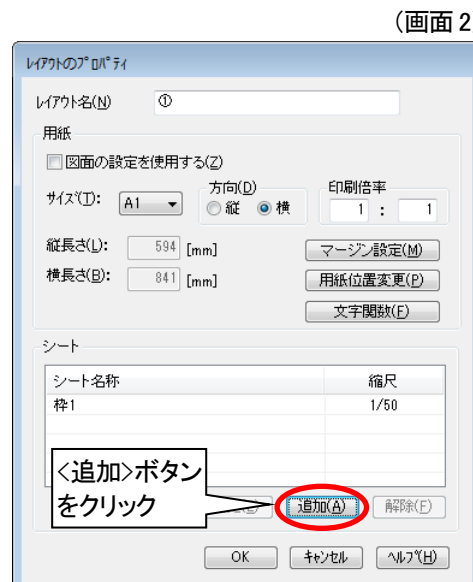 (画面 2
レイアウトのプロパティ
レイアウト名(N) ①
用紙
図面の設定を使用する(Z)
サイズ(T): A1 方向(D) 縦 横 印刷倍率 1 : 1
縦長さ(L): 594 [mm] マージン設定(M)
横長さ(B): 841 [mm] 用紙位置変更(P)
文字関数(F)
シート
シート名称 縮尺
枠1 1/50
<追加>ボタン
をクリック
追加(A) 解除(F)
OK キャンセル ヘルプ(H)